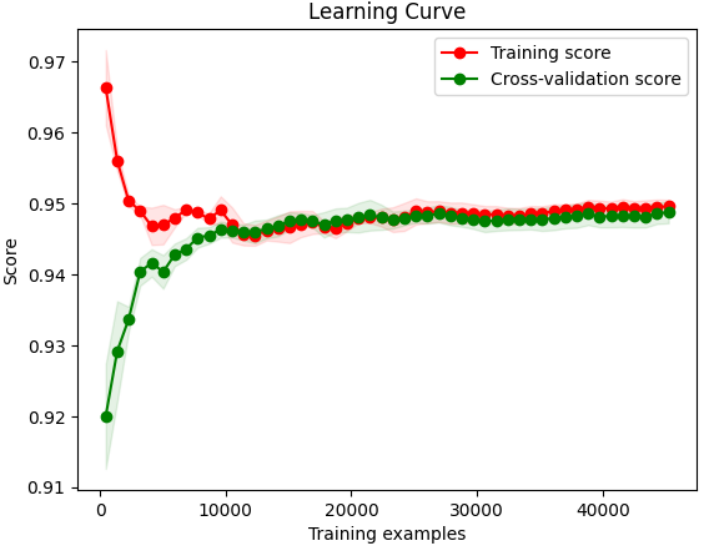 Learning Curve
Training score
Cross-validation score
0.97
0.96
0.95
0.94
0.93
0.92
0.91
Score
0 10000 20000 30000 40000
Training examples